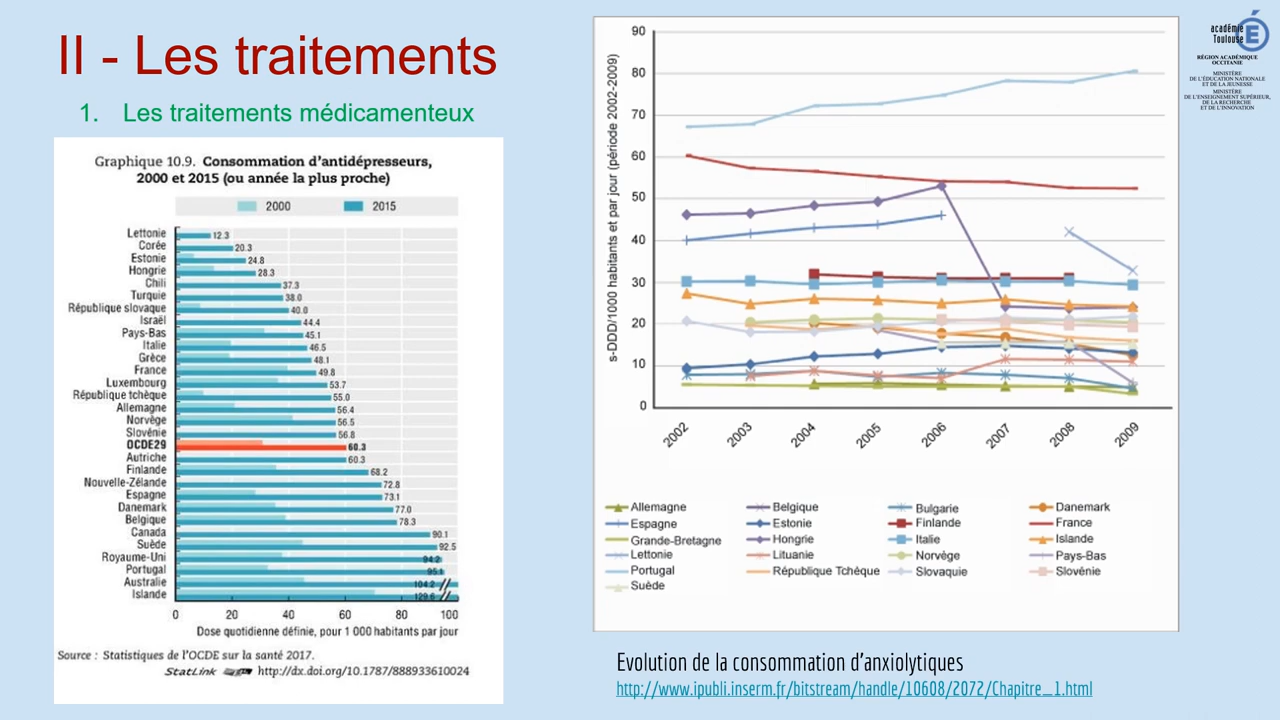 II - Les traitements
1. Les traitements médicamenteux
Graphique 10.9. Consommation d'antidépresseurs,
2000 et 2015 (ou année la plus proche)
2000 2015
Lettonie 12.3
Corée 20.3
Estonie 24.8
Hongrie 28.3
Chili 37.3
Turquie 38.0
République slovaque 40.0
Israël 44.4
Pays-Bas 45.1
Italie 46.5
Grèce 48.1
France 49.8
Luxembourg 53.7
République tchèque 55.0
Allemagne 56.4
Norvège 56.5
Slovénie 56.8
OCDE29 60.3
Autriche 60.3
Finlande 68.2
Nouvelle-Zélande 72.8
Espagne 73.1
Danemark 77.0
Belgique 78.3
Canada 90.1
Suède 92.5
Royaume-Uni 94.2
Portugal 95.1
Australie 104.2
Islande 129.6
0 20 40 60 80 100
Dose quotidienne définie, pour 1 000 habitants par jour
Source : Statistiques de l'OCDE sur la santé 2017.
StatLink http://dx.doi.org/10.1787/888933610024
s-DDD/1000 habitants et par jour (période 2002-2009)
90
80
70
60
50
40
30
20
10
0
2002 2003 2004 2005 2006 2007 2008 2009
Allemagne Belgique Bulgarie Danemark
Espagne Estonie Finlande France
Grande-Bretagne Hongrie Italie Islande
Lettonie Lituanie Norvège Pays-Bas
Portugal République Tchéque Slovaquie Slovénie
Suède
Evolution de la consommation d'anxiolytiques
http://www.ipubli.inserm.fr/bitstream/handle/10608/2072/Chapitre_1.html
académie
Toulouse
É
RÉGION ACADÉMIQUE
OCCITANIE
MINISTÈRE
DE L'ÉDUCATION NATIONALE
ET DE LA JEUNESSE
MINISTÈRE
DE L'ENSEIGNEMENT SUPÉRIEUR,
DE LA RECHERCHE
ET DE L'INNOVATION